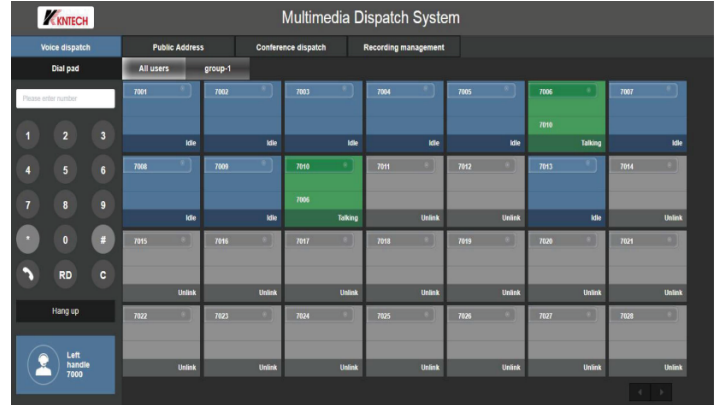 KNTECH
Multimedia Dispatch System
Voice dispatch Public Address Conference dispatch Recording management
Dial pad All users group-1
Please enter number
1 2 3
4 5 6
7 8 9
* 0 #
RD C
Hang up
Left
handle
7000
7001 7002 7003 7004 7005 7006 7007
7010
Idle Idle Idle Idle Idle Talking Idle
7008 7009 7010 7011 7012 7013 7014
7006
Idle Idle Talking Unlink Unlink Idle Unlink
7015 7016 7017 7018 7019 7020 7021
Unlink Unlink Unlink Unlink Unlink Unlink Unlink
7022 7023 7024 7025 7026 7027 7028
Unlink Unlink Unlink Unlink Unlink Unlink Unlink